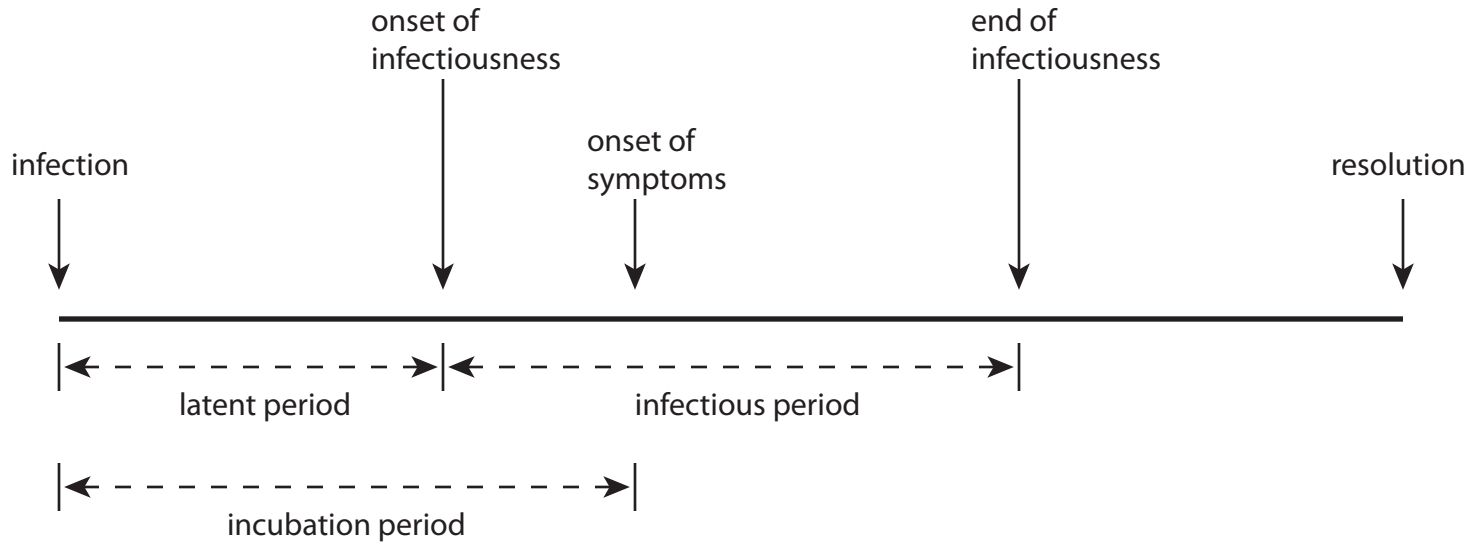 onset of
infectiousness
end of
infectiousness
onset of
symptoms
infection
resolution
latent period
infectious period
incubation period